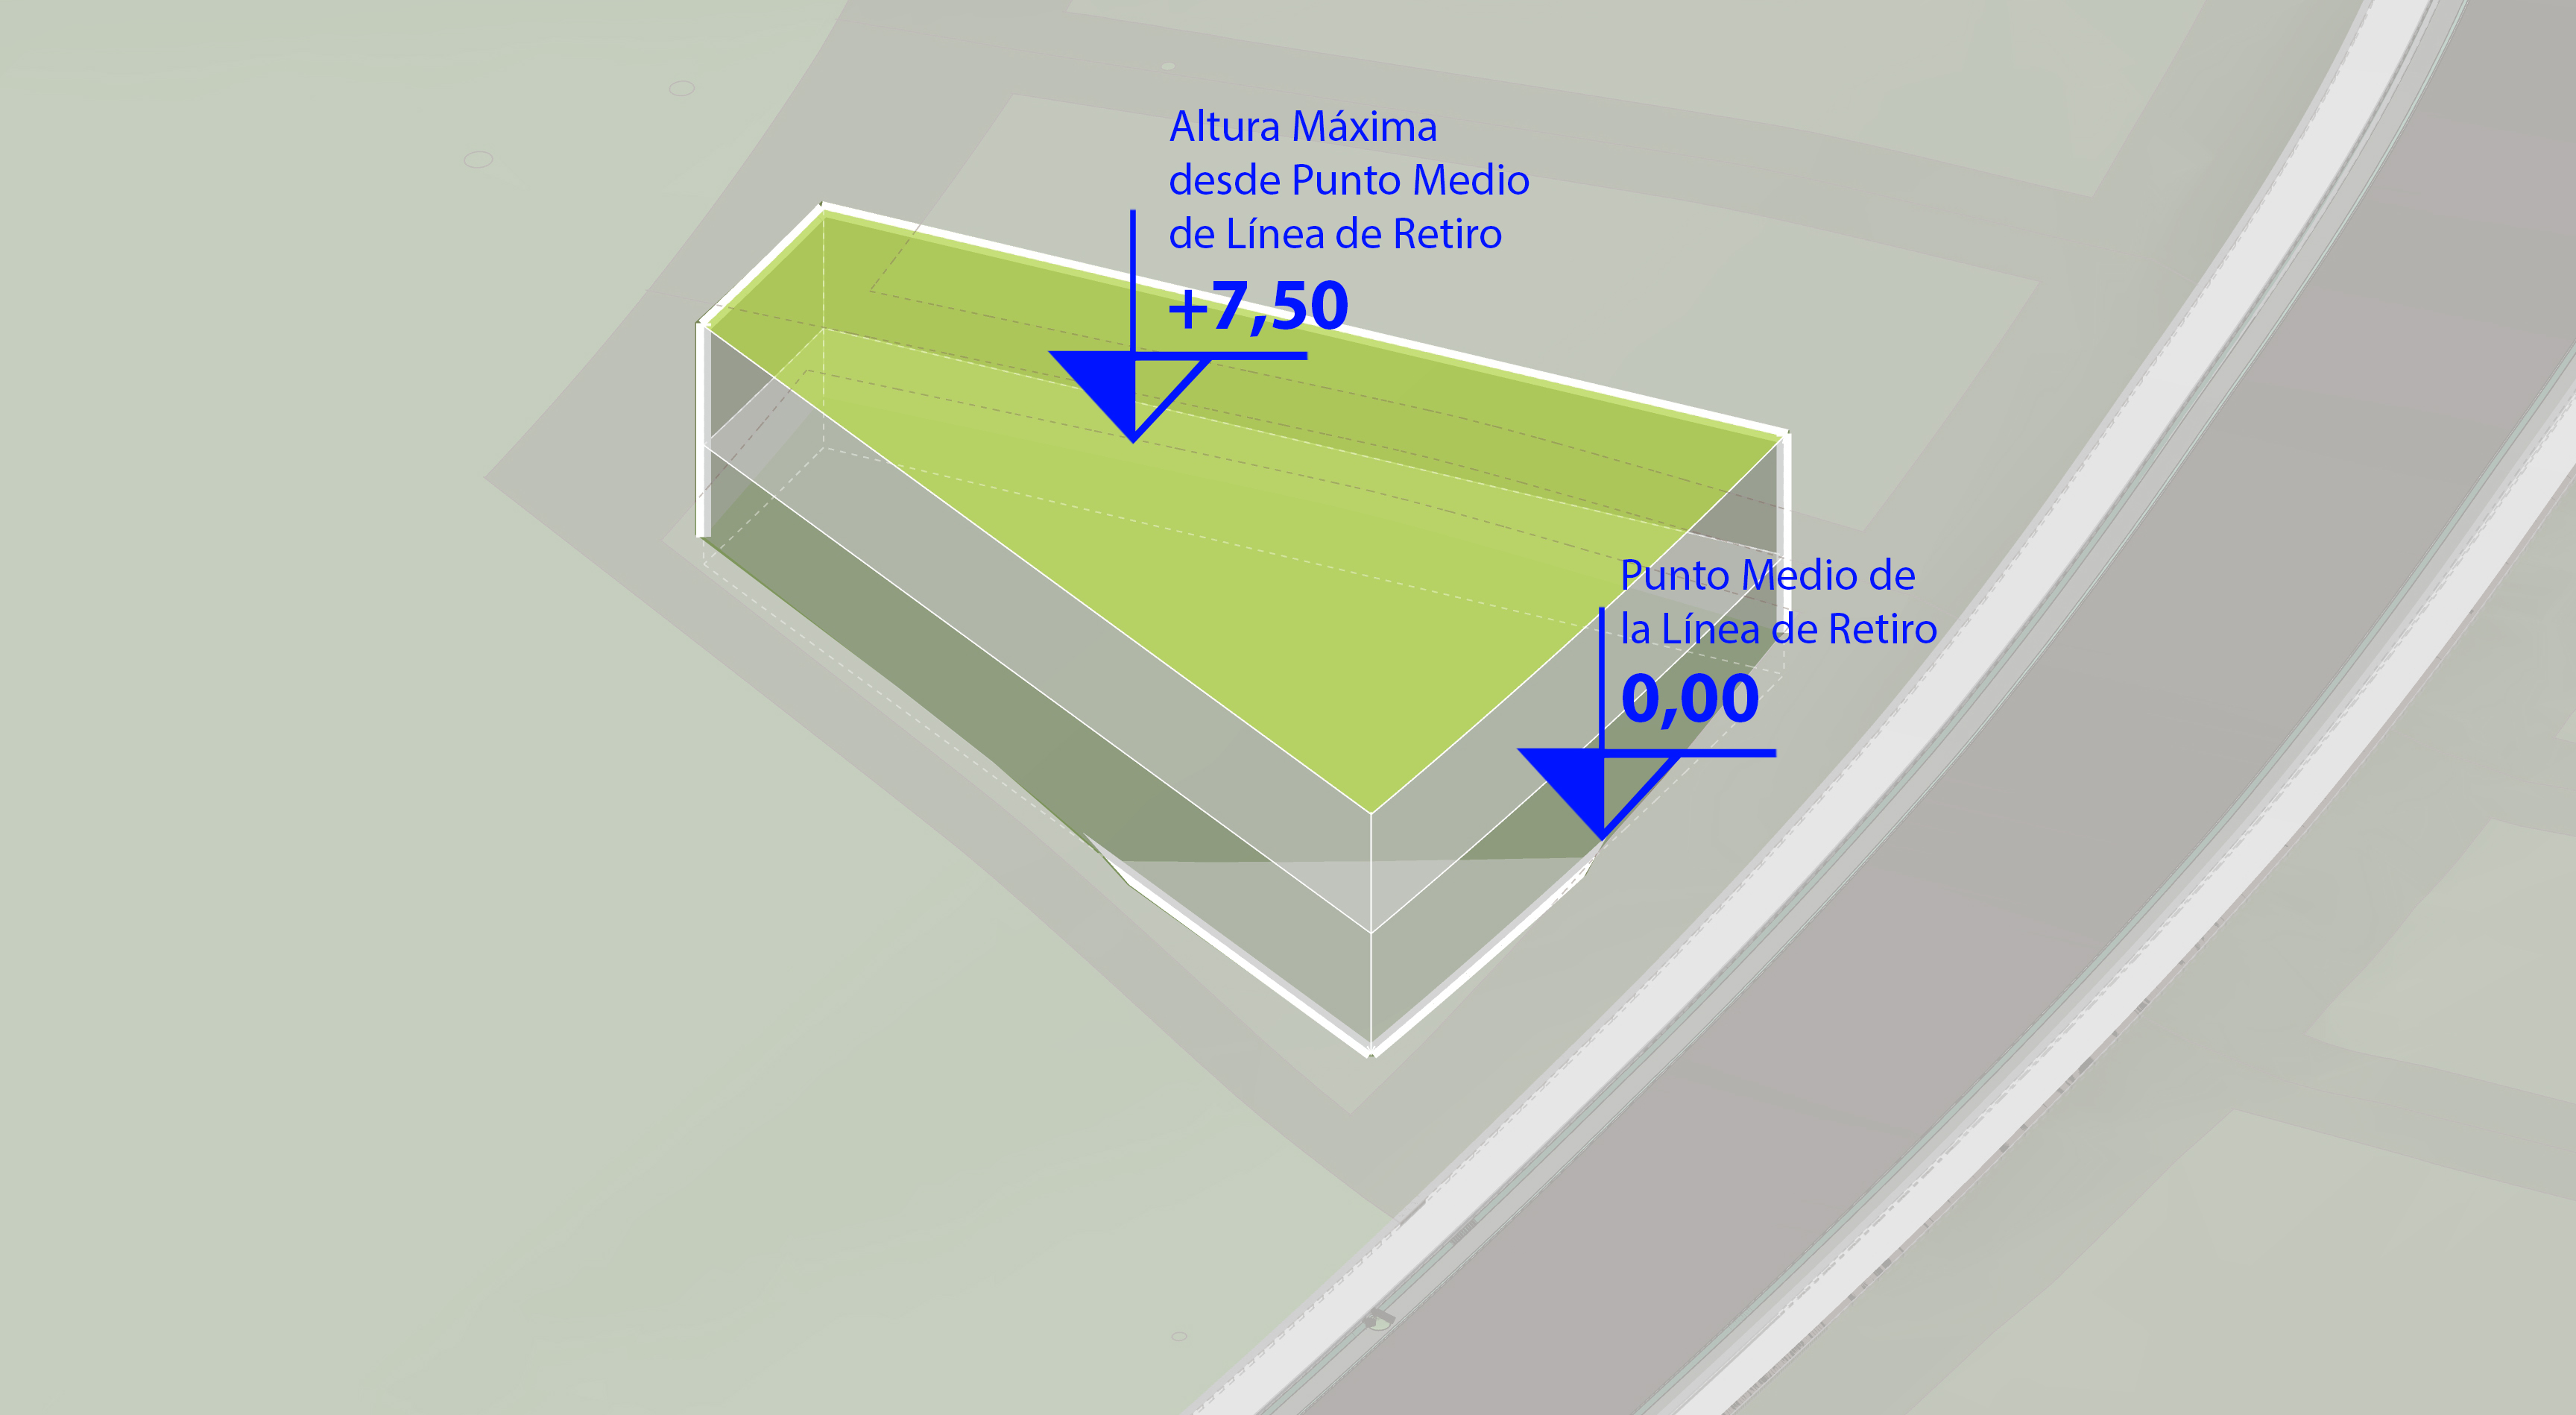 Altura Máxima
desde Punto Medio
de Línea de Retiro
+7,50
Punto Medio de
la Línea de Retiro
0,00